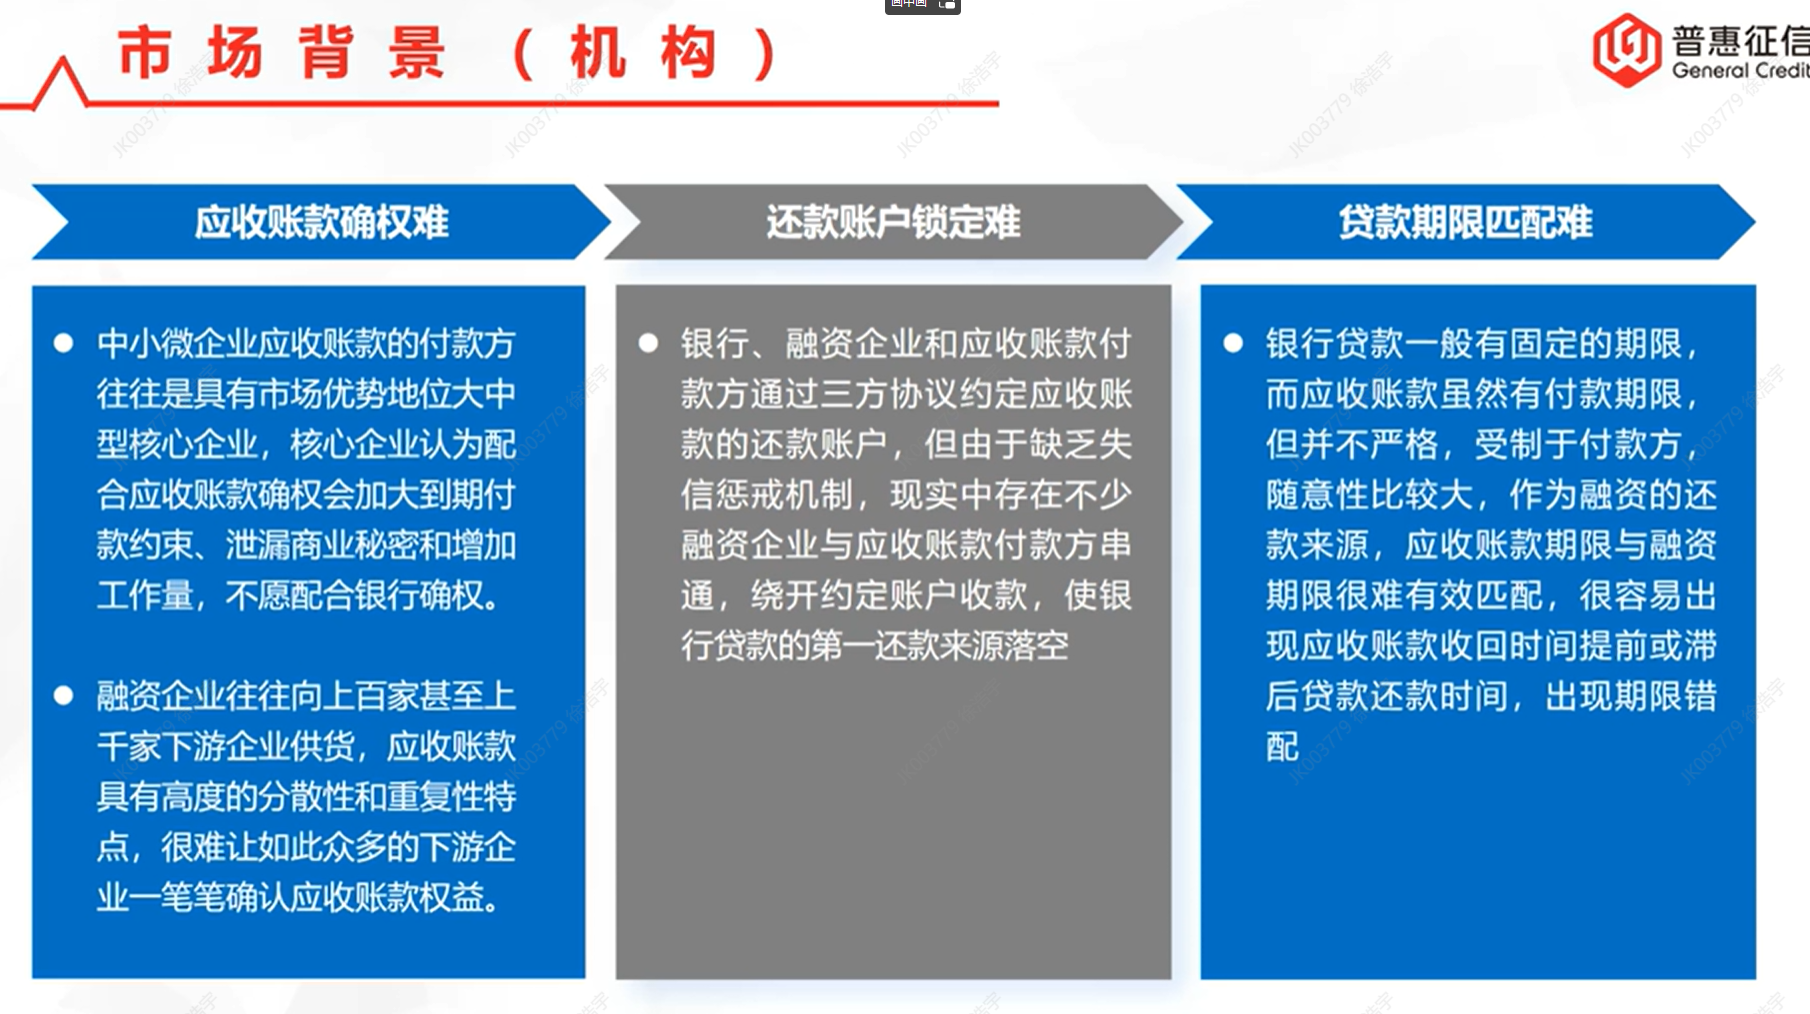 画中画
市场背景（机构）
普惠征信
General Credit
应收账款确权难
还款账户锁定难
贷款期限匹配难
中小微企业应收账款的付款方
往往是具有市场优势地位大中
型核心企业，核心企业认为配
合应收账款确权会加大到期付
款约束、泄漏商业秘密和增加
工作量，不愿配合银行确权。
融资企业往往向上百家甚至上
千家下游企业供货，应收账款
具有高度的分散性和重复性特
点，很难让如此众多的下游企
业一笔笔确认应收账款权益。
银行、融资企业和应收账款付
款方通过三方协议约定应收账
款的还款账户，但由于缺乏失
信惩戒机制，现实中存在不少
融资企业与应收账款付款方串
通，绕开约定账户收款，使银
行贷款的第一还款来源落空
银行贷款一般有固定的期限，
而应收账款虽然有付款期限，
但并不严格，受制于付款方，
随意性比较大，作为融资的还
款来源，应收账款期限与融资
期限很难有效匹配，很容易出
现应收账款收回时间提前或滞
后贷款还款时间，出现期限错
配
JK003779 徐浩宇